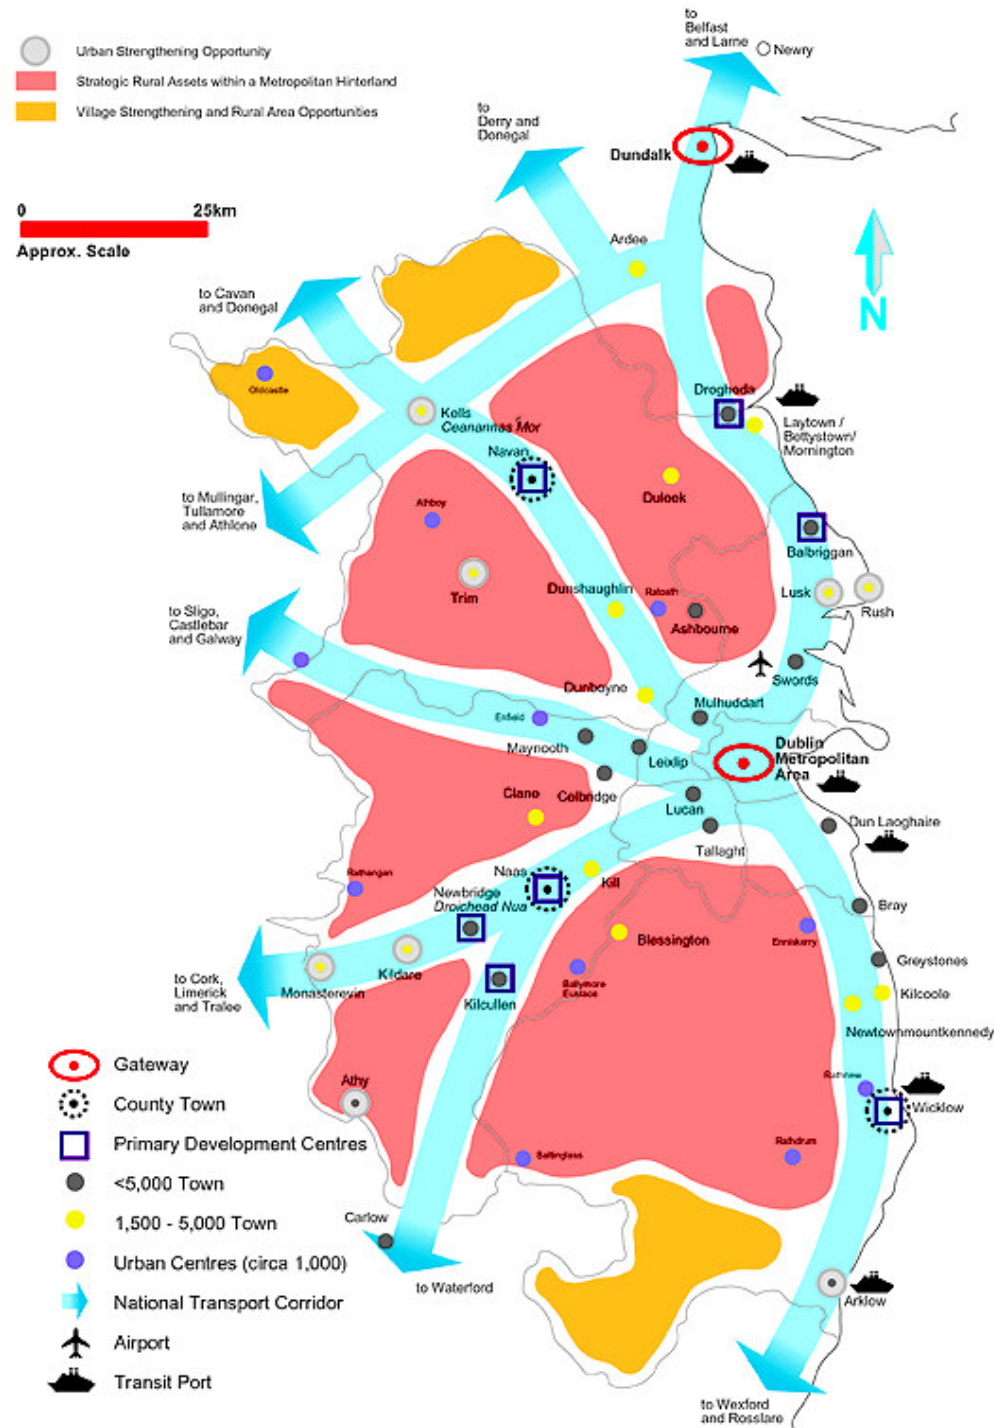 Urban Strengthening Opportunity
Strategic Rural Assets within a Metropolitan Hinterland
Village Strengthening and Rural Area Opportunities
0 25km
Approx. Scale
to
Belfast
and Larne
Newry
to
Derry and
Donegal
Dundalk
Ardee
N
to Cavan
and Donegal
Oldcastle
Kells
Ceanannas Mór
Navan
Drogheda
Laytown /
Bettystown/
Mornington
to Mullingar,
Tullamore
and Athlone
Athboy
Duleek
Balbriggan
Trim
Dunshaughlin
Ratoath
Ashbourne
Lusk
Rush
to Sligo,
Castlebar
and Galway
Swords
Dunboyne
Mulhuddart
Enfield
Maynooth
Leixlip
Dublin
Metropolitan
Area
Clane
Celbridge
Lucan
Tallaght
Dun Laoghaire
Rathangan
Naas
Kill
Newbridge
Droichead Nua
Bray
Blessington
Enniskerry
Kildare
Monasterevin
Kilcullen
Ballymore
Eustace
Greystones
Kilcoole
Newtownmountkennedy
to Cork,
Limerick
and Tralee
Rathnew
Wicklow
Athy
Baltinglass
Rathdrum
Carlow
to Waterford
Arklow
to Wexford
and Rosslare
Gateway
County Town
Primary Development Centres
<5,000 Town
1,500 - 5,000 Town
Urban Centres (circa 1,000)
National Transport Corridor
Airport
Transit Port